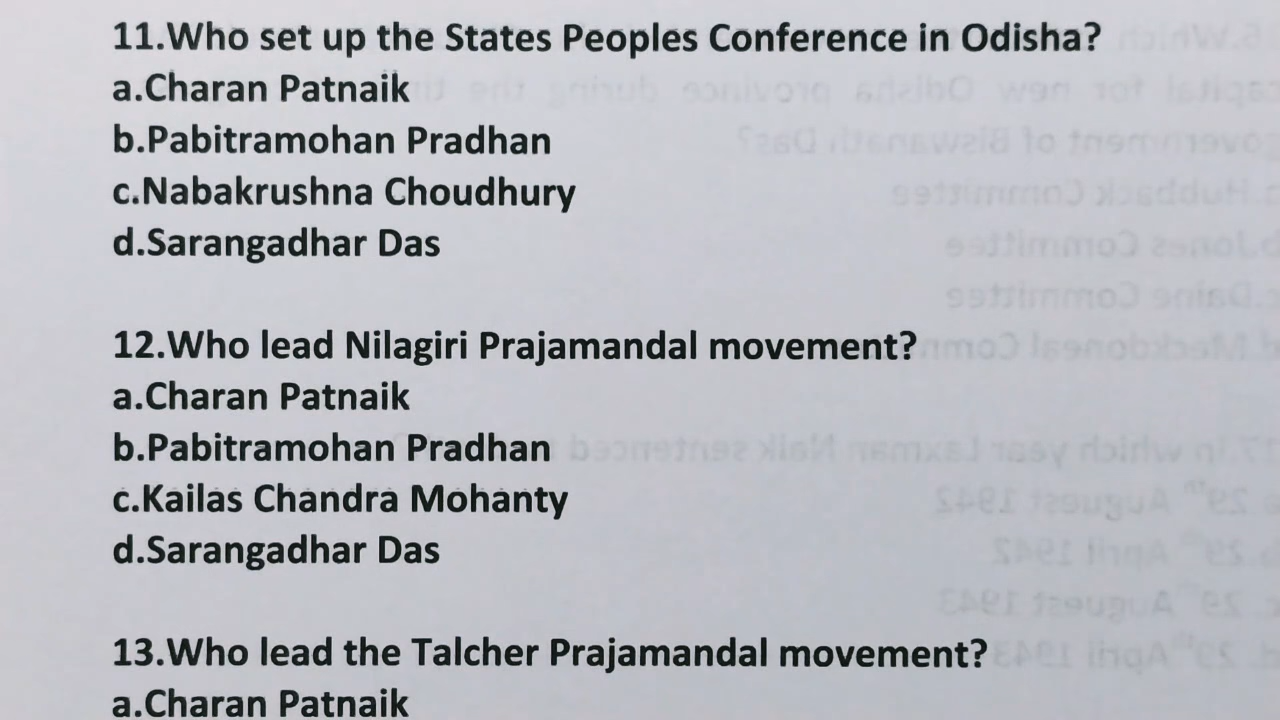 11.Who set up the States Peoples Conference in Odisha?
a.Charan Patnaik
b.Pabitramohan Pradhan
c.Nabakrushna Choudhury
d.Sarangadhar Das
12.Who lead Nilagiri Prajamandal movement?
a.Charan Patnaik
b.Pabitramohan Pradhan
c.Kailas Chandra Mohanty
d.Sarangadhar Das
13.Who lead the Talcher Prajamandal movement?
a.Charan Patnaik